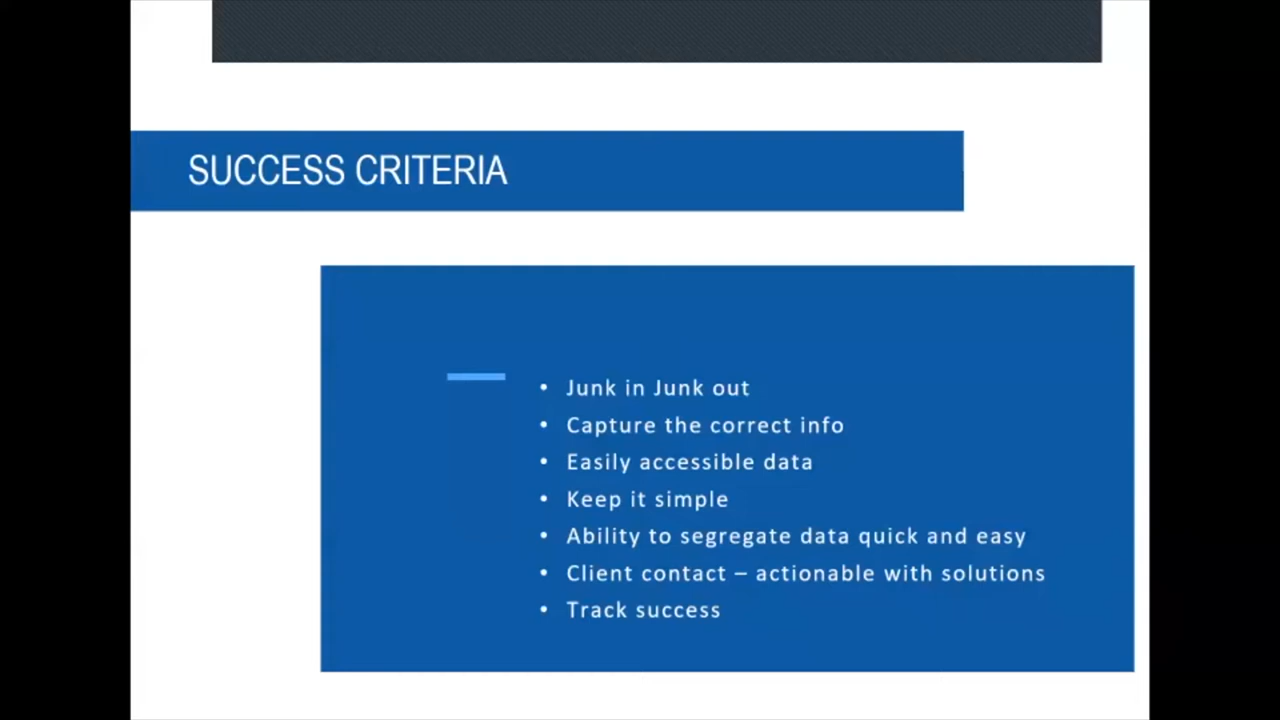 SUCCESS CRITERIA
• Junk in Junk out
• Capture the correct info
• Easily accessible data
• Keep it simple
• Ability to segregate data quick and easy
• Client contact – actionable with solutions
• Track success